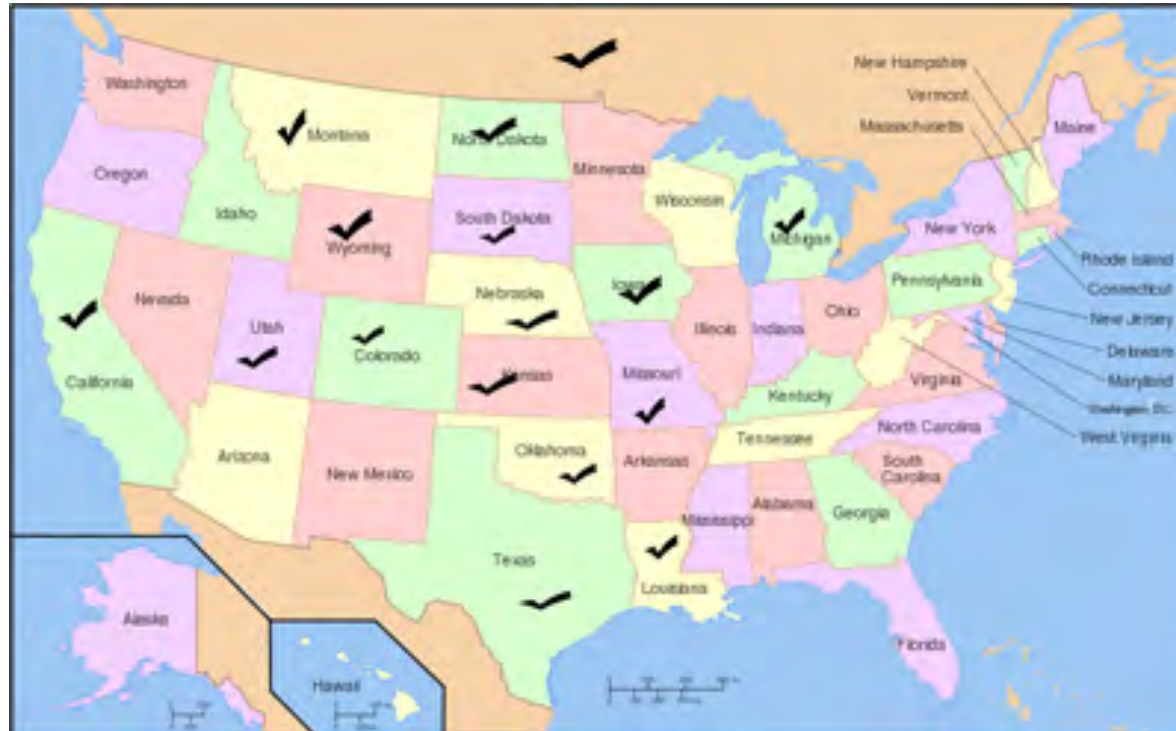 New Hampshire
Vermont
Massachusetts
Washington
Montana
North Dakota
Minnesota
Maine
Oregon
Idaho
Wyoming
South Dakota
Wisconsin
Michigan
New York
Rhode Island
Connecticut
New Jersey
Delaware
Maryland
Washington, D.C.
West Virginia
Nevada
Utah
Colorado
Nebraska
Iowa
Illinois
Indiana
Ohio
Pennsylvania
California
Kansas
Missouri
Kentucky
Virginia
Arizona
New Mexico
Oklahoma
Arkansas
Tennessee
North Carolina
South
Carolina
Texas
Louisiana
Mississippi
Alabama
Georgia
Florida
Alaska
Hawaii